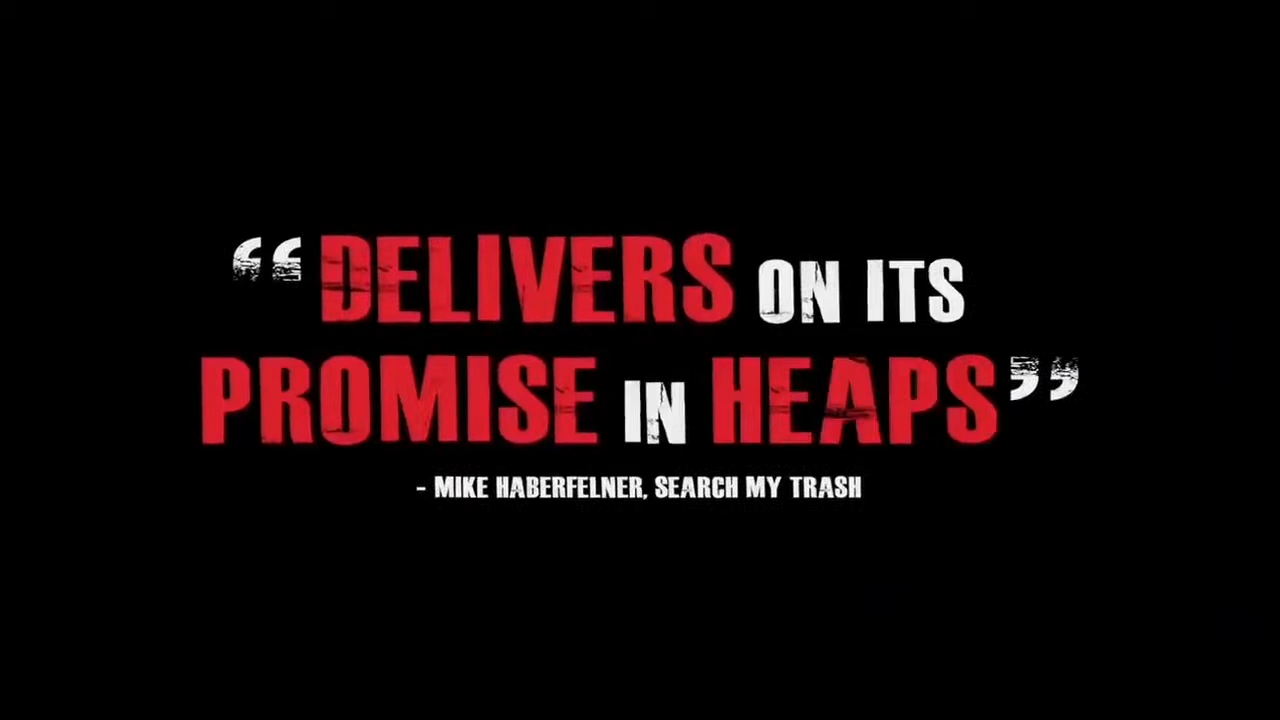 “DELIVERS ON ITS
PROMISE IN HEAPS”
- MIKE HABERFELNER, SEARCH MY TRASH